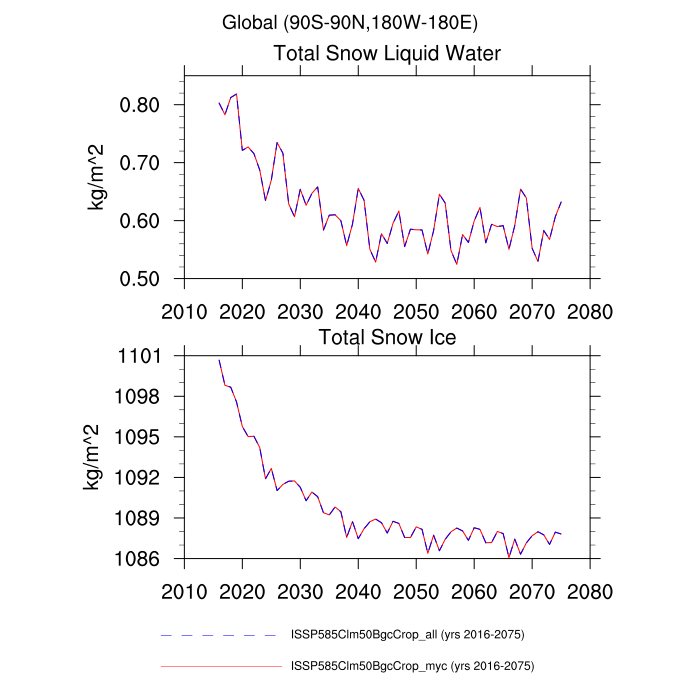 Global (90S-90N,180W-180E)
Total Snow Liquid Water
kg/m^2
0.80
0.70
0.60
0.50
2010 2020 2030 2040 2050 2060 2070 2080
Total Snow Ice
kg/m^2
1101
1098
1095
1092
1089
1086
2010 2020 2030 2040 2050 2060 2070 2080
ISSP585Clm50BgcCrop_all (yrs 2016-2075)
ISSP585Clm50BgcCrop_myc (yrs 2016-2075)